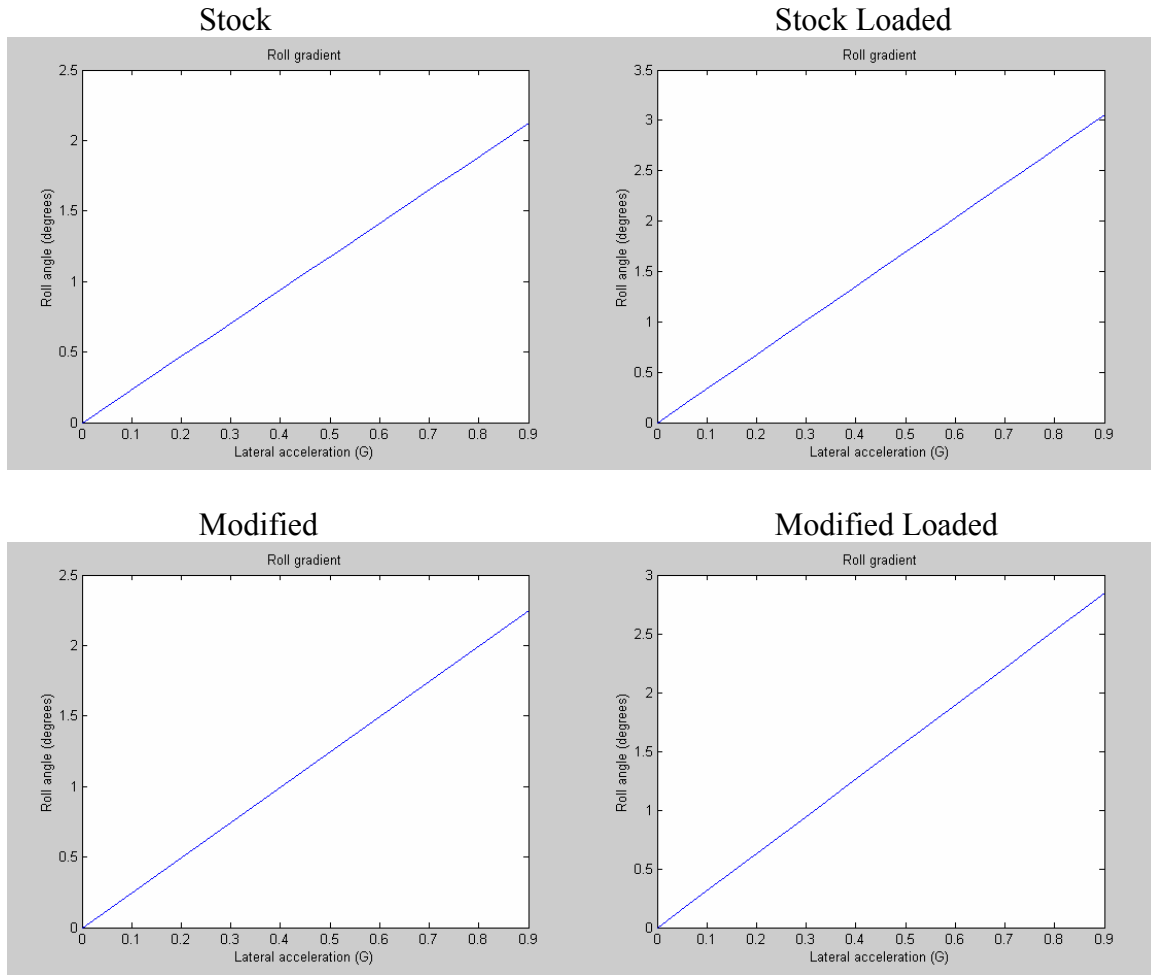 Stock
Roll gradient
2.5
2
1.5
1
0.5
0
Roll angle (degrees)
0 0.1 0.2 0.3 0.4 0.5 0.6 0.7 0.8 0.9
Lateral acceleration (G)
Stock Loaded
Roll gradient
3.5
3
2.5
2
1.5
1
0.5
0
Roll angle (degrees)
0 0.1 0.2 0.3 0.4 0.5 0.6 0.7 0.8 0.9
Lateral acceleration (G)
Modified
Roll gradient
2.5
2
1.5
1
0.5
0
Roll angle (degrees)
0 0.1 0.2 0.3 0.4 0.5 0.6 0.7 0.8 0.9
Lateral acceleration (G)
Modified Loaded
Roll gradient
3
2.5
2
1.5
1
0.5
0
Roll angle (degrees)
0 0.1 0.2 0.3 0.4 0.5 0.6 0.7 0.8 0.9
Lateral acceleration (G)